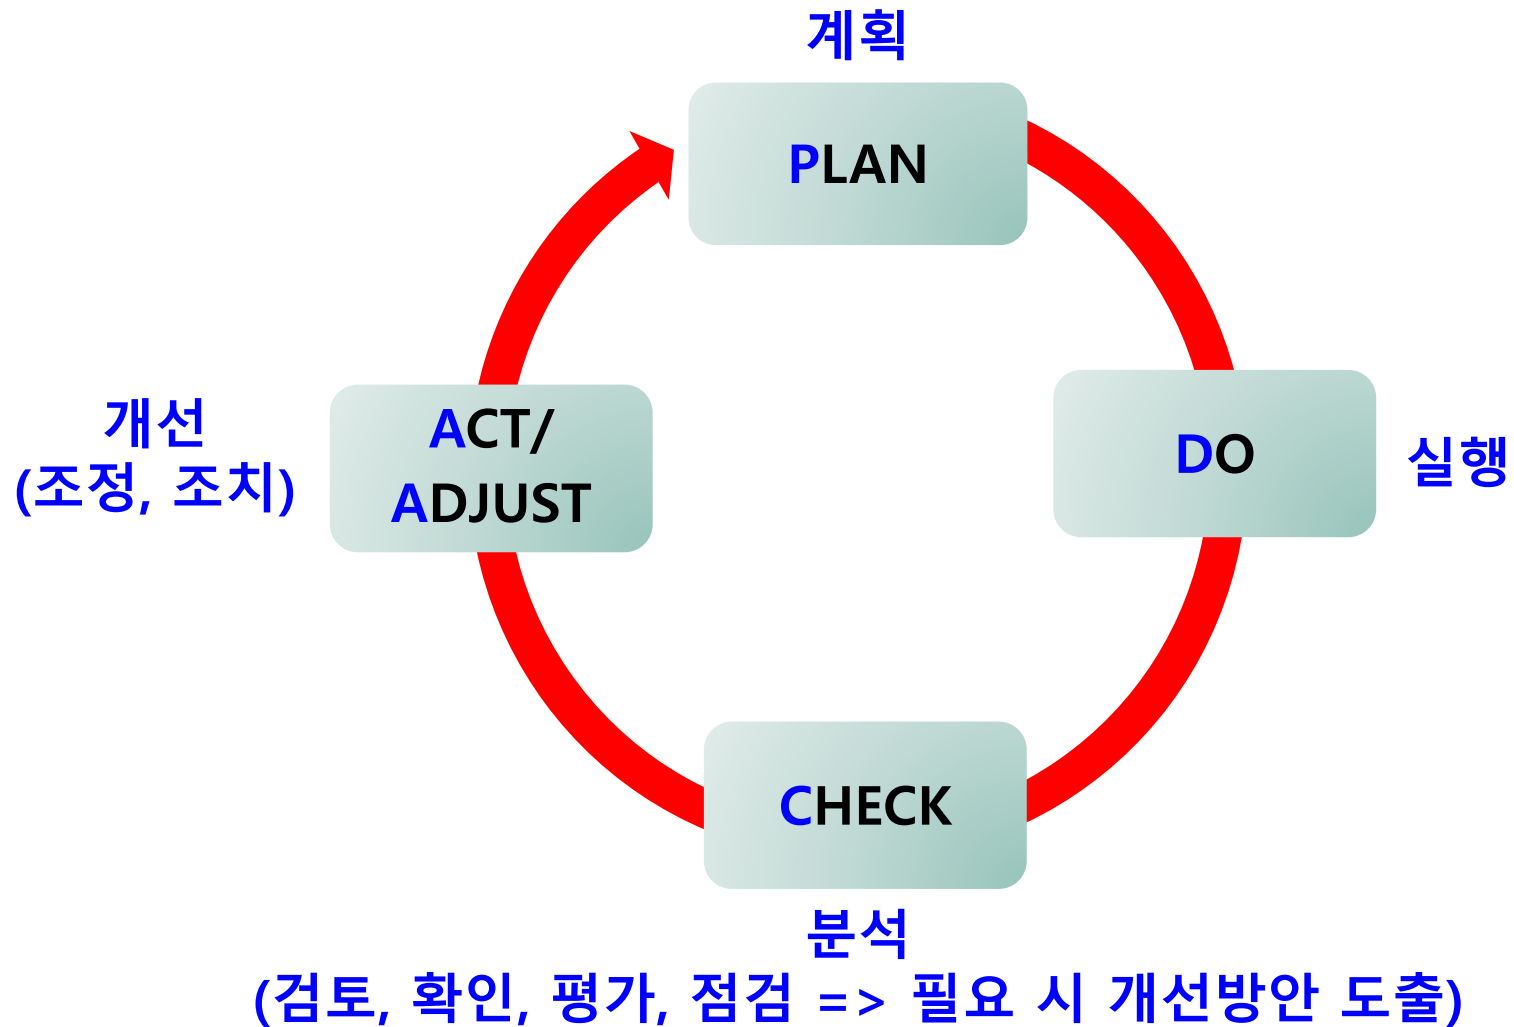 계획
PLAN
개선
(조정, 조치)
ACT/
ADJUST
DO
실행
CHECK
분석
(검토, 확인, 평가, 점검 => 필요 시 개선방안 도출)